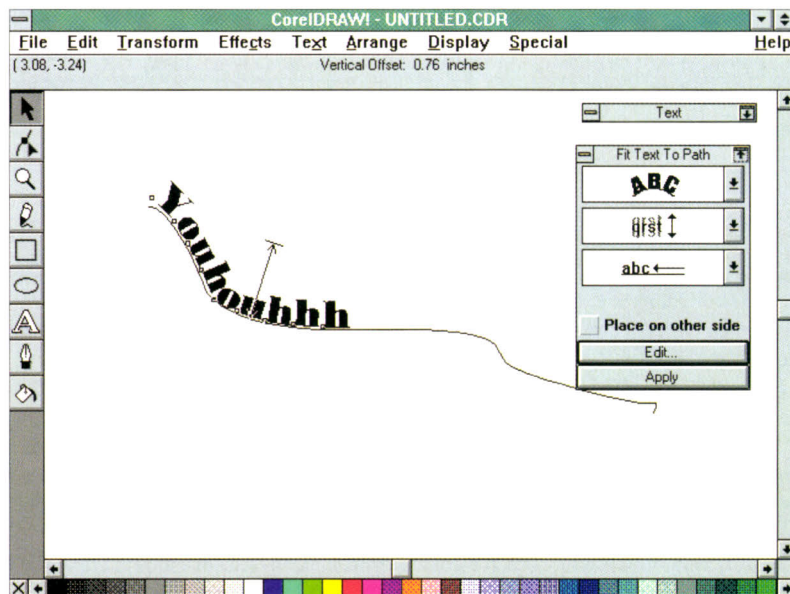 CorelDRAW! - UNTITLED.CDR
File Edit Transform Effects Text Arrange Display Special Help
( 3.08, -3.24) Vertical Offset: 0.76 inches
Text
Fit Text To Path
ABC
qrst
abc
Place on other side
Edit...
Apply
Youhouhhh